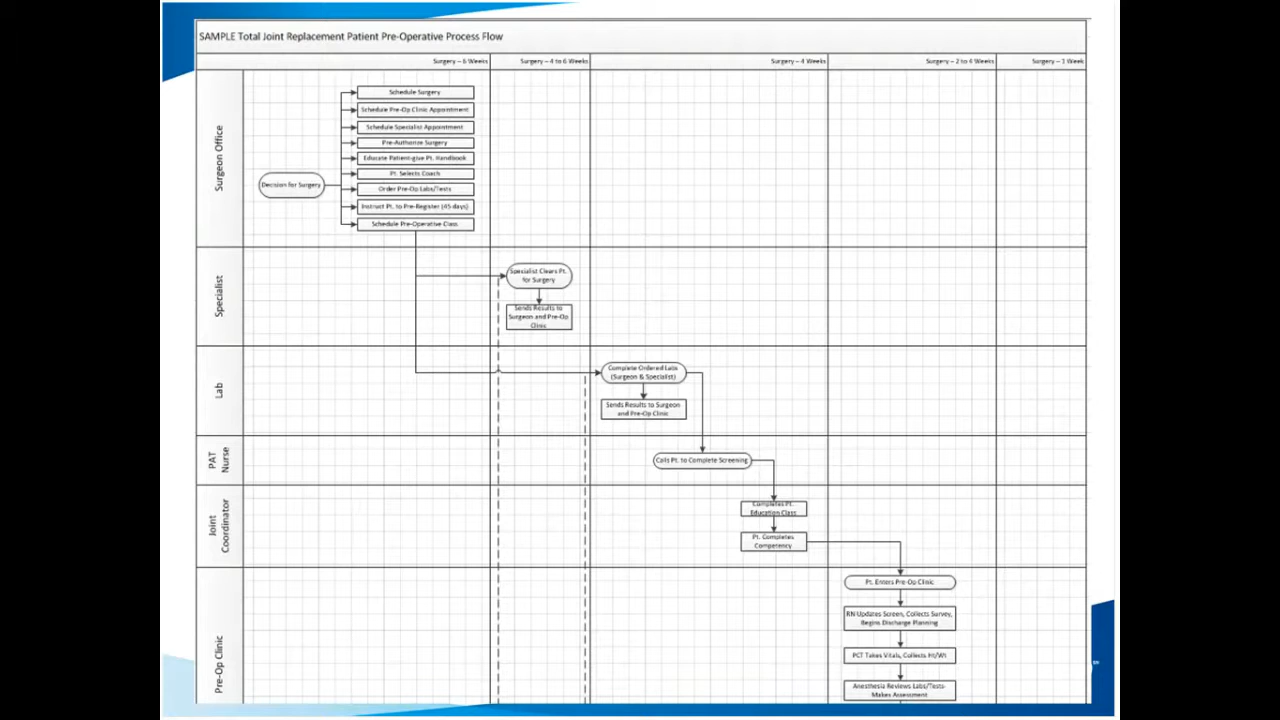 SAMPLE Total Joint Replacement Patient Pre-Operative Process Flow
Surgery – 6 Weeks
Surgery – 4 to 6 Weeks
Surgery – 4 Weeks
Surgery – 2 to 4 Weeks
Surgery – 1 Week
Surgeon Office
Decision for Surgery
Schedule Surgery
Schedule Pre-Op Clinic Appointment
Schedule Specialist Appointment
Pre-Authorize Surgery
Educate Patient-give Pt. Handbook
Pt. Selects Coach
Order Pre-Op Labs/Tests
Instruct Pt. to Pre-Register (45 days)
Schedule Pre-Operative Class
Specialist
Specialist Clears Pt.
for Surgery
Sends Results to
Surgeon and Pre-Op
Clinic
Lab
Complete Ordered Labs
(Surgeon & Specialist)
Sends Results to Surgeon
and Pre-Op Clinic
PAT
Nurse
Calls Pt. to Complete Screening
Joint
Coordinator
Completes Pt.
Education Class
Pt. Completes
Competency
Pre-Op Clinic
Pt. Enters Pre-Op Clinic
RN Updates Screen, Collects Survey,
Begins Discharge Planning
PCT Takes Vitals, Collects Ht/Wt
Anesthesia Reviews Labs/Tests-
Makes Assessment